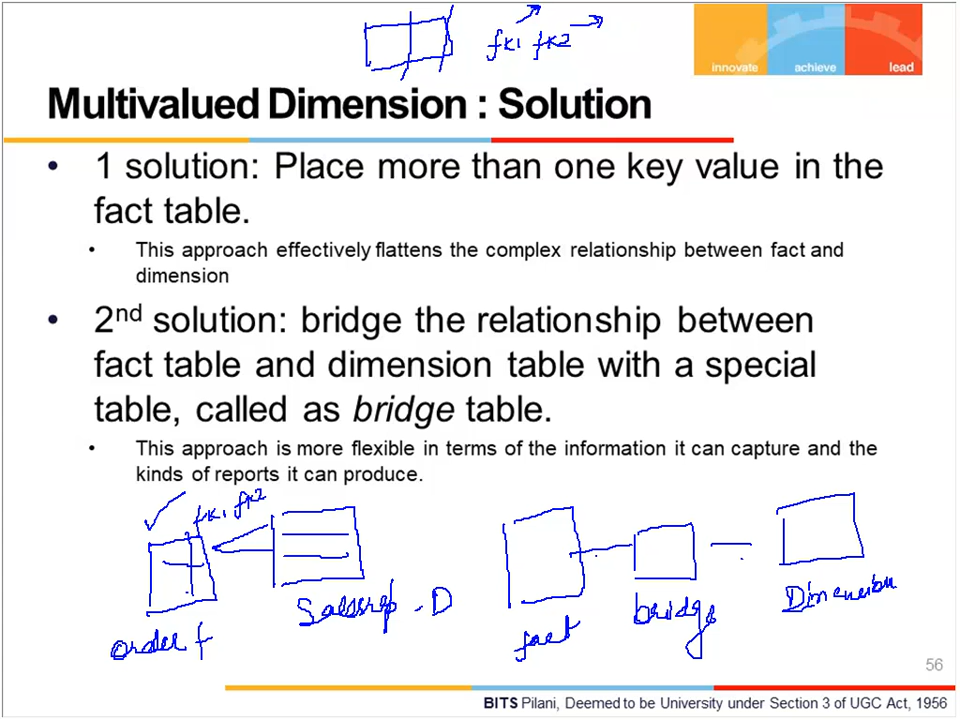 fK1 fK2
innovate achieve lead
Multivalued Dimension : Solution
• 1 solution: Place more than one key value in the
fact table.
• This approach effectively flattens the complex relationship between fact and
dimension
• 2nd solution: bridge the relationship between
fact table and dimension table with a special
table, called as bridge table.
• This approach is more flexible in terms of the information it can capture and the
kinds of reports it can produce.
fK1 fK2
order f
Salesrep - D
fact
bridge
Dimension
56
BITS Pilani, Deemed to be University under Section 3 of UGC Act, 1956